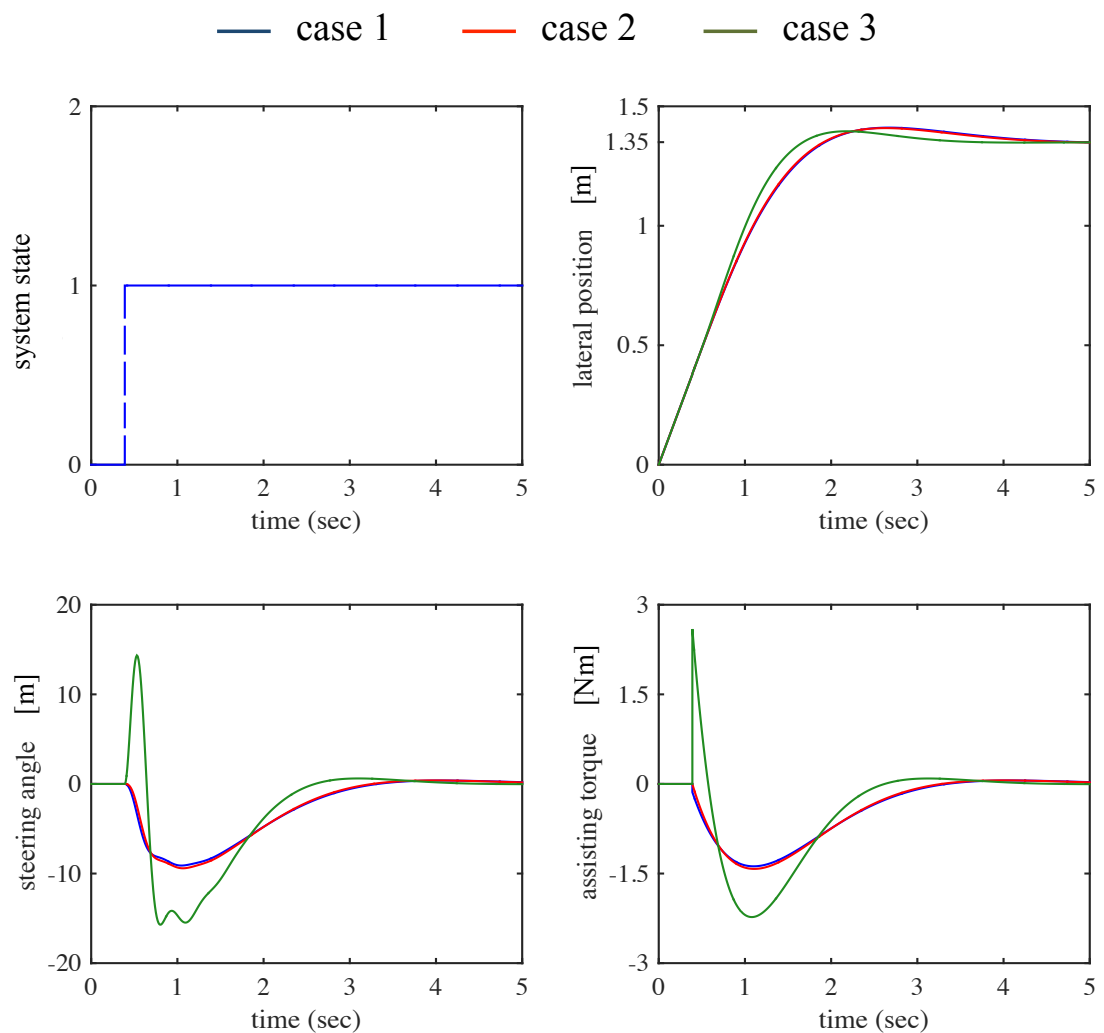 case 1 case 2 case 3
2
1
0
system state
0 1 2 3 4 5
time (sec)
1.5
1.35
1
0.5
0
lateral position [m]
0 1 2 3 4 5
time (sec)
20
10
0
-10
-20
steering angle [m]
0 1 2 3 4 5
time (sec)
3
1.5
0
-1.5
-3
assisting torque [Nm]
0 1 2 3 4 5
time (sec)